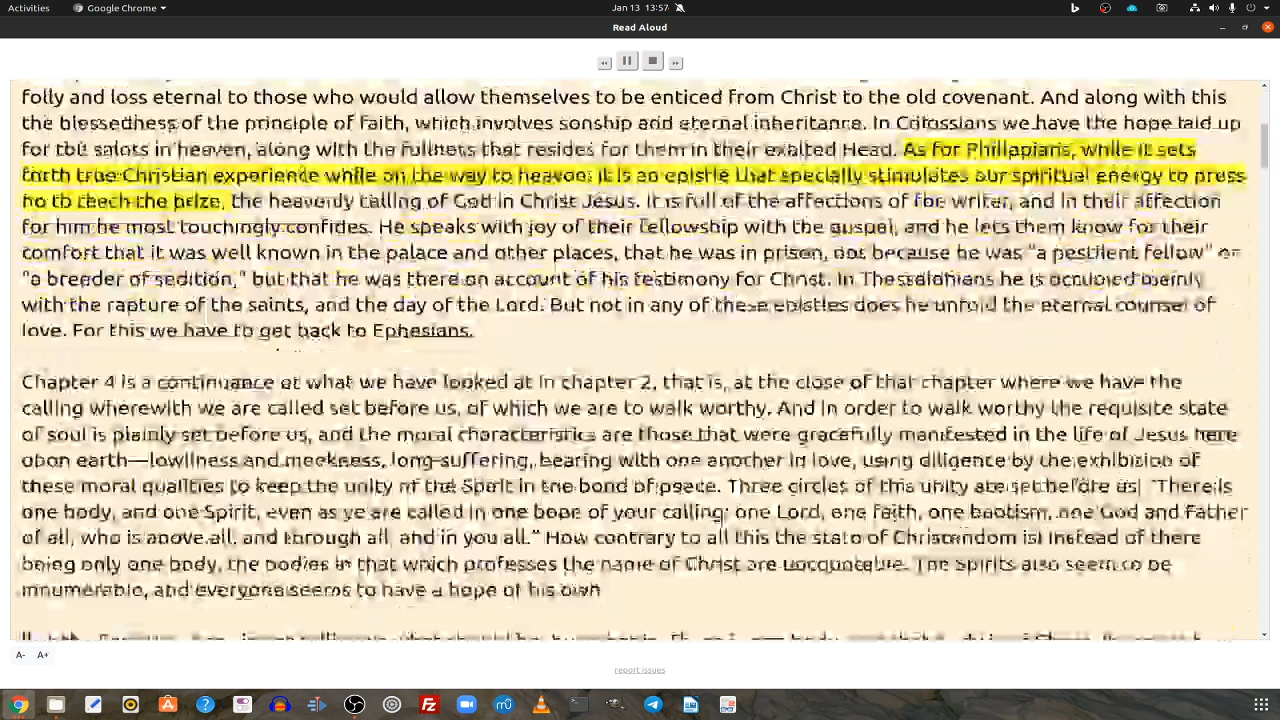 Activities
Google Chrome
Jan 13 13:57
Read Aloud
folly and loss eternal to those who would allow themselves to be enticed from Christ to the old covenant. And along with this
the blessedness of the principle of faith, which involves sonship and eternal inheritance. In Colossians we have the hope laid up
for the saints in heaven, along with the fullness that resides for them in their exalted Head. As for Philippians, while it sets
forth true Christian experience while on the way to heaven; it is an epistle that specially stimulates our spiritual energy to press
the prize, the heavenly calling of God in Christ Jesus. It is full of the affections of the writer, and in their affection
for him he most touchingly confides. He speaks with joy of their fellowship with the gospel, and he lets them know for their
comfort that it was well known in the palace and other places, that he was in prison, not because he was "a pestilent fellow" or
"a breeder of sedition," but that he was there on account of his testimony for Christ. In Thessalonians he is occupied mainly
with the rapture of the saints, and the day of the Lord. But not in any of these epistles does he unfold the eternal counsel of
love. For this we have to get back to Ephesians.
Chapter 4 is a continuance of what we have looked at in chapter 2, that is, at the close of that chapter where we have the
calling wherewith we are called set before us, of which we are to walk worthy. And in order to walk worthy the requisite state
of soul is plainly set before us, and the moral characteristics are those that were gracefully manifested in the life of Jesus here
upon earth—lowliness and meekness, long-suffering, bearing with one another in love, using diligence by the exhibition of
these moral qualities to keep the unity of the Spirit in the bond of peace. Three circles of this unity are set before us: "There is
one body, and one Spirit, even as ye are called in one hope of your calling; one Lord, one faith, one baptism, one God and Father
of all, who is above all, and through all, and in you all." How contrary to all this the state of Christendom is! Instead of there
being only one body, the bodies in that which professes the name of Christ are uncountable. The Spirits also seem to be
innumerable, and everyone seems to have a hope of his own
A- A+
report issues